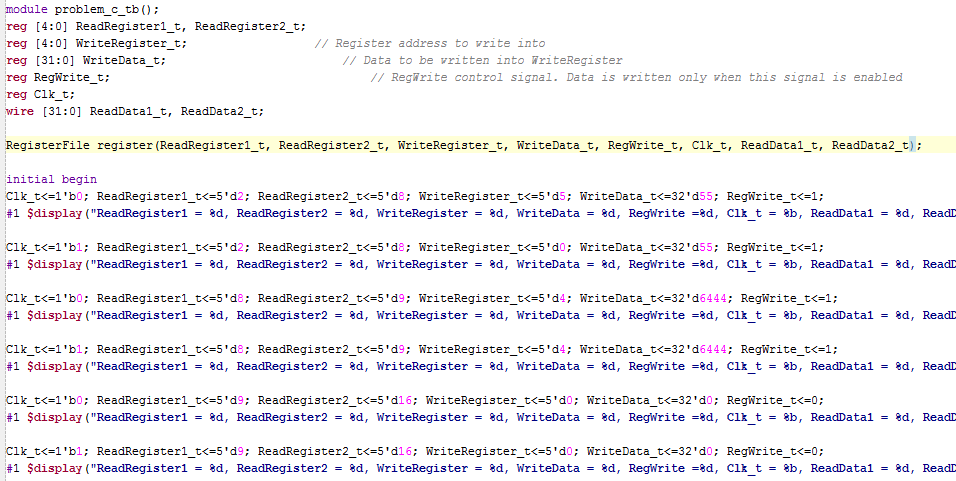 module problem_c_tb();
reg [4:0] ReadRegister1_t, ReadRegister2_t;
reg [4:0] WriteRegister_t; // Register address to write into
reg [31:0] WriteData_t; // Data to be written into WriteRegister
reg RegWrite_t; // RegWrite control signal. Data is written only when this signal is enabled
reg Clk_t;
wire [31:0] ReadData1_t, ReadData2_t;
RegisterFile register(ReadRegister1_t, ReadRegister2_t, WriteRegister_t, WriteData_t, RegWrite_t, Clk_t, ReadData1_t, ReadData2_t);
initial begin
Clk_t<=1'b0; ReadRegister1_t<=5'd2; ReadRegister2_t<=5'd8; WriteRegister_t<=5'd5; WriteData_t<=32'd55; RegWrite_t<=1;
#1 $display("ReadRegister1 = %d, ReadRegister2 = %d, WriteRegister = %d, WriteData = %d, RegWrite =%d, Clk_t = %b, ReadData1 = %d, ReadD
Clk_t<=1'b1; ReadRegister1_t<=5'd2; ReadRegister2_t<=5'd8; WriteRegister_t<=5'd0; WriteData_t<=32'd55; RegWrite_t<=1;
#1 $display("ReadRegister1 = %d, ReadRegister2 = %d, WriteRegister = %d, WriteData = %d, RegWrite =%d, Clk_t = %b, ReadData1 = %d, ReadD
Clk_t<=1'b0; ReadRegister1_t<=5'd8; ReadRegister2_t<=5'd9; WriteRegister_t<=5'd4; WriteData_t<=32'd6444; RegWrite_t<=1;
#1 $display("ReadRegister1 = %d, ReadRegister2 = %d, WriteRegister = %d, WriteData = %d, RegWrite =%d, Clk_t = %b, ReadData1 = %d, ReadD
Clk_t<=1'b1; ReadRegister1_t<=5'd8; ReadRegister2_t<=5'd9; WriteRegister_t<=5'd4; WriteData_t<=32'd6444; RegWrite_t<=1;
#1 $display("ReadRegister1 = %d, ReadRegister2 = %d, WriteRegister = %d, WriteData = %d, RegWrite =%d, Clk_t = %b, ReadData1 = %d, ReadD
Clk_t<=1'b0; ReadRegister1_t<=5'd9; ReadRegister2_t<=5'd16; WriteRegister_t<=5'd0; WriteData_t<=32'd0; RegWrite_t<=0;
#1 $display("ReadRegister1 = %d, ReadRegister2 = %d, WriteRegister = %d, WriteData = %d, RegWrite =%d, Clk_t = %b, ReadData1 = %d, ReadD
Clk_t<=1'b1; ReadRegister1_t<=5'd9; ReadRegister2_t<=5'd16; WriteRegister_t<=5'd0; WriteData_t<=32'd0; RegWrite_t<=0;
#1 $display("ReadRegister1 = %d, ReadRegister2 = %d, WriteRegister = %d, WriteData = %d, RegWrite =%d, Clk_t = %b, ReadData1 = %d, ReadD